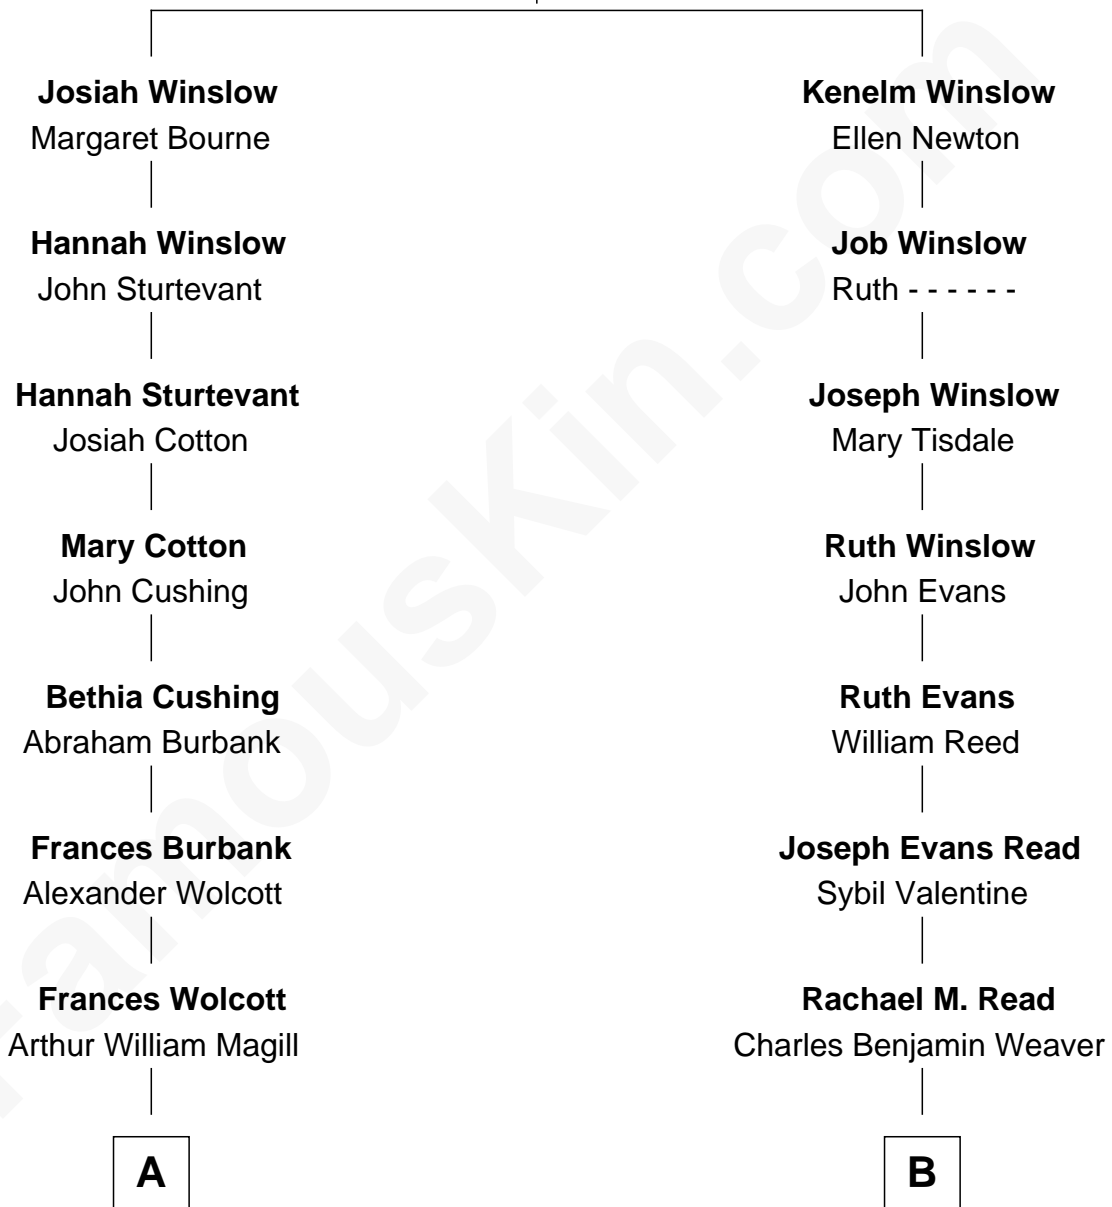 Josiah Winslow
Margaret Bourne
Hannah Winslow
John Sturtevant
Hannah Sturtevant
Josiah Cotton
Mary Cotton
John Cushing
Bethia Cushing
Abraham Burbank
Frances Burbank
Alexander Wolcott
Frances Wolcott
Arthur William Magill
A
Kenelm Winslow
Ellen Newton
Job Winslow
Ruth - - - - - -
Joseph Winslow
Mary Tisdale
Ruth Winslow
John Evans
Ruth Evans
William Reed
Joseph Evans Read
Sybil Valentine
Rachael M. Read
Charles Benjamin Weaver
B
FamousKin.com